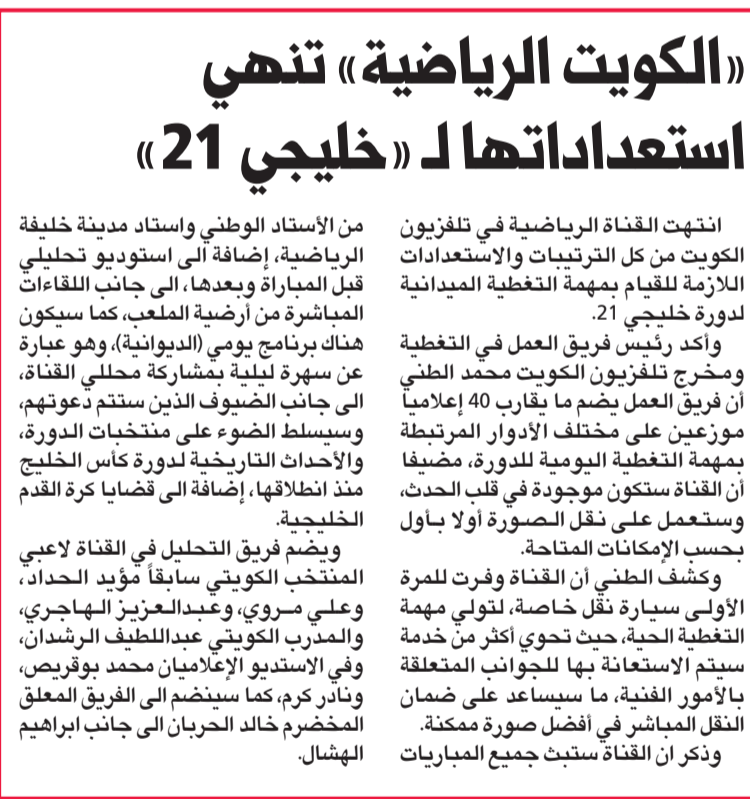 «الكويت الرياضية» تنهي
استعداداتها لـ «خليجي 21»
انتهت القناة الرياضية في تلفزيون
الكويت من كل الترتيبات والاستعدادات
اللازمة للقيام بمهمة التغطية الميدانية
لدورة خليجي 21.
وأكد رئيس فريق العمل في التغطية
ومخرج تلفزيون الكويت محمد الطني
أن فريق العمل يضم ما يقارب 40 إعلاميا
موزعين على مختلف الأدوار المرتبطة
بمهمة التغطية اليومية للدورة، مضيفا
أن القناة ستكون موجودة في قلب الحدث،
وستعمل على نقل الصورة أولا بأول
بحسب الإمكانات المتاحة.
وكشف الطني أن القناة وفرت للمرة
الأولى سيارة نقل خاصة، لتولي مهمة
التغطية الحية، حيث تحوي أكثر من خدمة
سيتم الاستعانة بها للجوانب المتعلقة
بالأمور الفنية، ما سيساعد على ضمان
النقل المباشر في أفضل صورة ممكنة.
وذكر ان القناة ستبث جميع المباريات
من الأستاد الوطني واستاد مدينة خليفة
الرياضية، إضافة الى استوديو تحليلي
قبل المباراة وبعدها، الى جانب اللقاءات
المباشرة من أرضية الملعب، كما سيكون
هناك برنامج يومي (الديوانية)، وهو عبارة
عن سهرة ليلية بمشاركة محللي القناة،
الى جانب الضيوف الذين ستتم دعوتهم،
وسيسلط الضوء على منتخبات الدورة،
والأحداث التاريخية لدورة كأس الخليج
منذ انطلاقها، إضافة الى قضايا كرة القدم
الخليجية.
ويضم فريق التحليل في القناة لاعبي
المنتخب الكويتي سابقاً مؤيد الحداد،
وعلي مروي، وعبدالعزيز الهاجري،
والمدرب الكويتي عبداللطيف الرشدان،
وفي الاستديو الإعلاميان محمد بوقريص،
ونادر كرم، كما سينضم الى الفريق المعلق
المخضرم خالد الحربان الى جانب ابراهيم
الهشال.